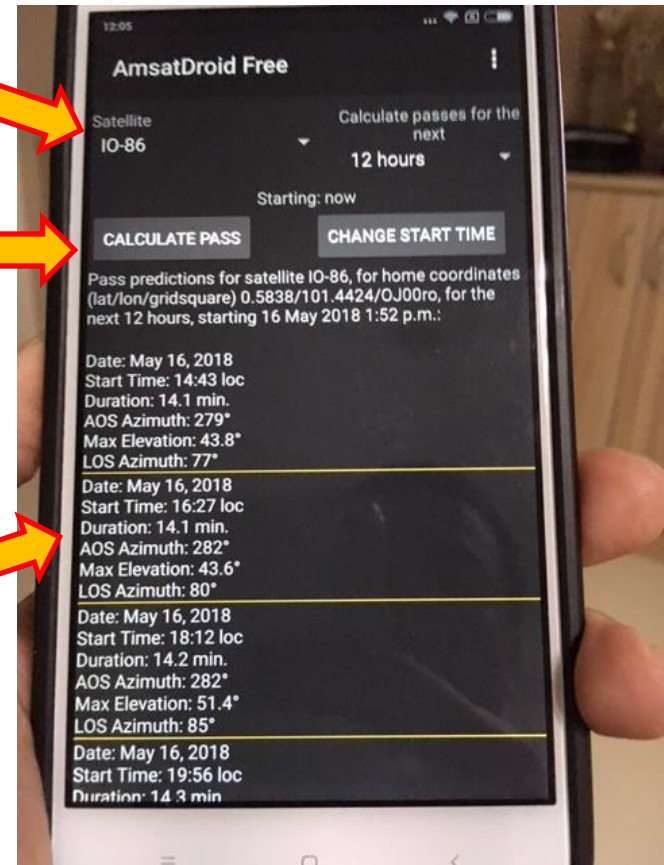 12:05
AmsatDroid Free
Satellite
IO-86
Calculate passes for the
next
12 hours
Starting: now
CALCULATE PASS
CHANGE START TIME
Pass predictions for satellite IO-86, for home coordinates
(lat/lon/gridsquare) 0.5838/101.4424/OJ00ro, for the
next 12 hours, starting 16 May 2018 1:52 p.m.:
Date: May 16, 2018
Start Time: 14:43 loc
Duration: 14.1 min.
AOS Azimuth: 279°
Max Elevation: 43.8°
LOS Azimuth: 77°
Date: May 16, 2018
Start Time: 16:27 loc
Duration: 14.1 min.
AOS Azimuth: 282°
Max Elevation: 43.6°
LOS Azimuth: 80°
Date: May 16, 2018
Start Time: 18:12 loc
Duration: 14.2 min.
AOS Azimuth: 282°
Max Elevation: 51.4°
LOS Azimuth: 85°
Date: May 16, 2018
Start Time: 19:56 loc
Duration: 14.3 min